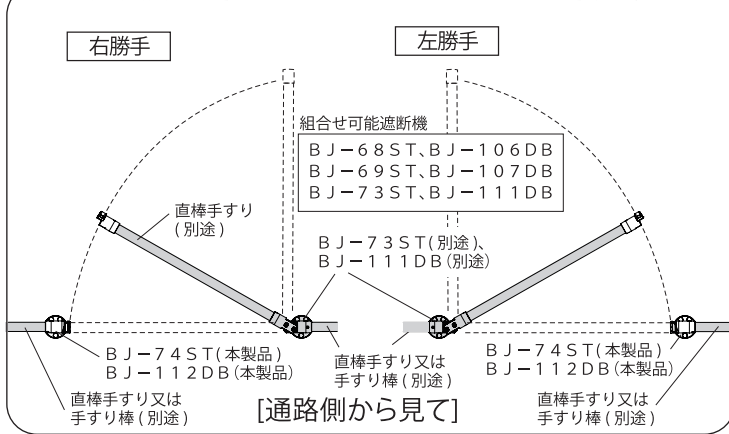 右勝手
左勝手
組合せ可能遮断機
BJ－68ST、BJ－106DB
BJ－69ST、BJ－107DB
BJ－73ST、BJ－111DB
直棒手すり
(別途)
BJ－73ST(別途)、
BJ－111DB(別途)
BJ－74ST(本製品)
BJ－112DB(本製品)
直棒手すり又は
手すり棒(別途)
直棒手すり又は
手すり棒(別途)
BJ－74ST(本製品)
BJ－112DB(本製品)
直棒手すり又は
手すり棒(別途)
[通路側から見て]